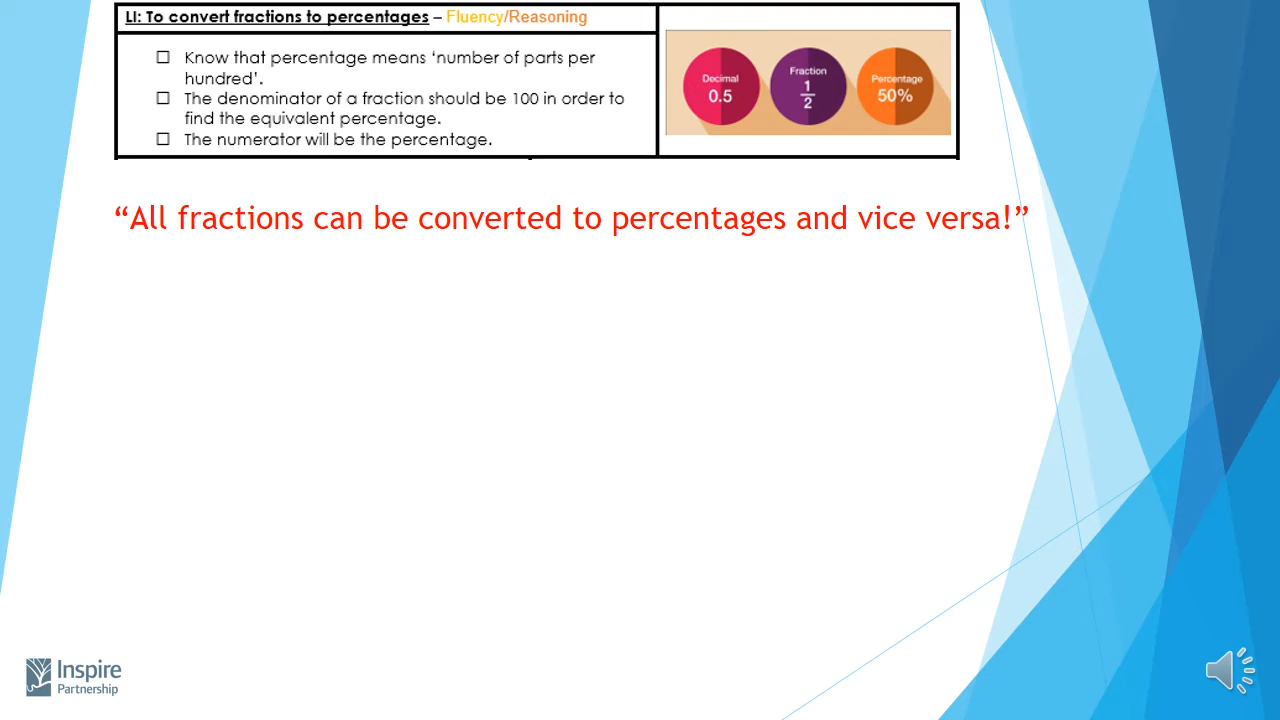 LI: To convert fractions to percentages – Fluency/Reasoning
☐ Know that percentage means ‘number of parts per
hundred’.
☐ The denominator of a fraction should be 100 in order to
find the equivalent percentage.
☐ The numerator will be the percentage.
Decimal
0.5
Fraction
1
2
Percentage
50%
“All fractions can be converted to percentages and vice versa!”
Inspire
Partnership